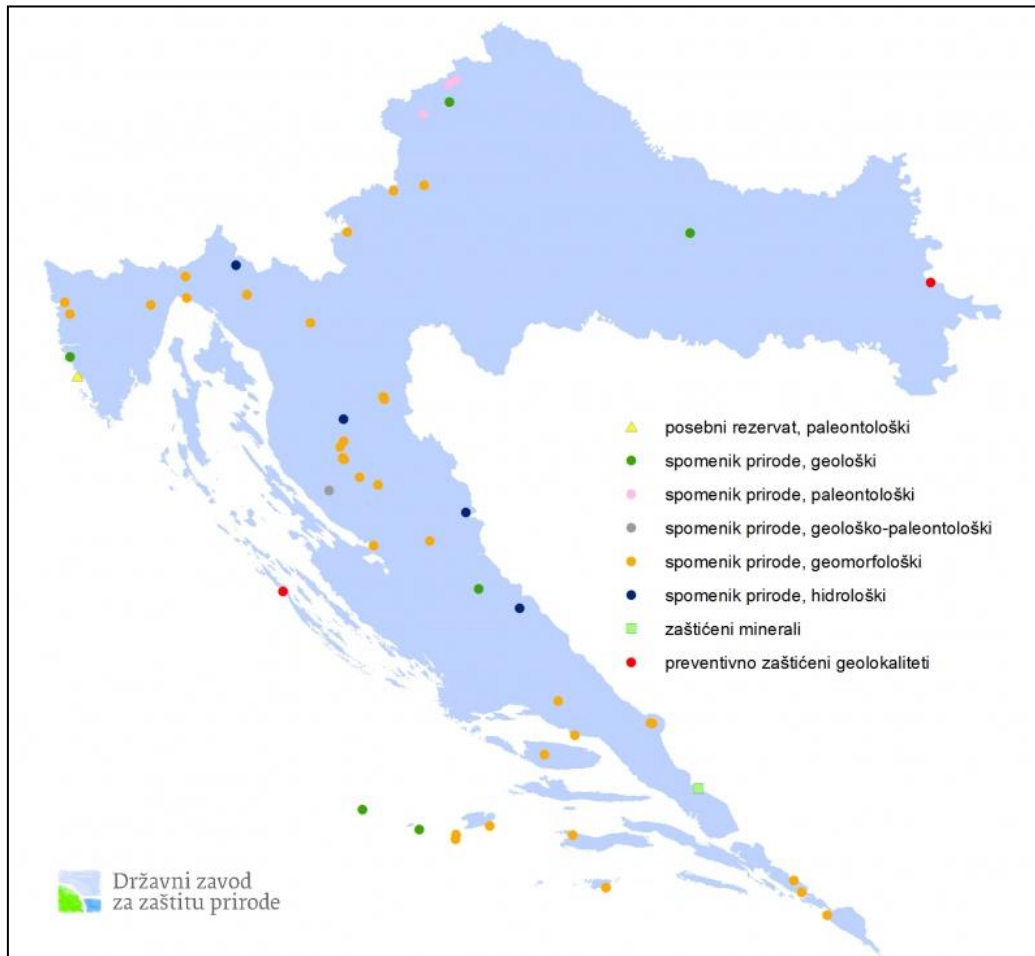 posebni rezervat, paleontološki
spomenik prirode, geološki
spomenik prirode, paleontološki
spomenik prirode, geološko-paleontološki
spomenik prirode, geomorfološki
spomenik prirode, hidrološki
zaštićeni minerali
preventivno zaštićeni geolokaliteti
Državni zavod
za zaštitu prirode